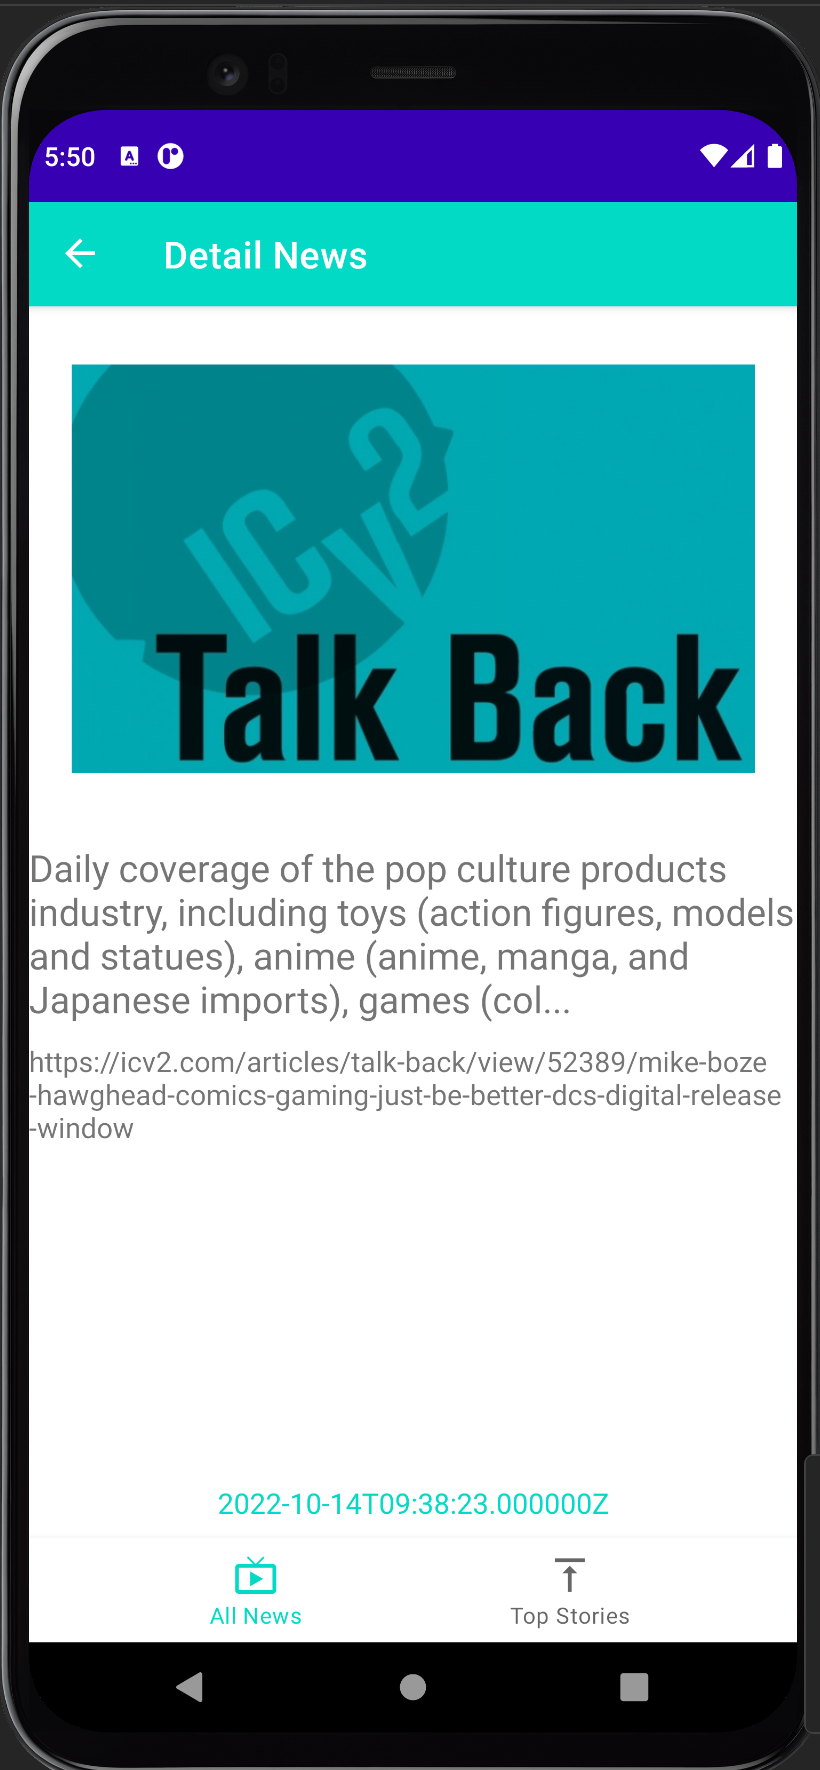 5:50
Detail News
ICv2
Talk Back
Daily coverage of the pop culture products
industry, including toys (action figures, models
and statues), anime (anime, manga, and
Japanese imports), games (col...
https://icv2.com/articles/talk-back/view/52389/mike-boze
-hawghead-comics-gaming-just-be-better-dcs-digital-release
-window
2022-10-14T09:38:23.000000Z
All News
Top Stories